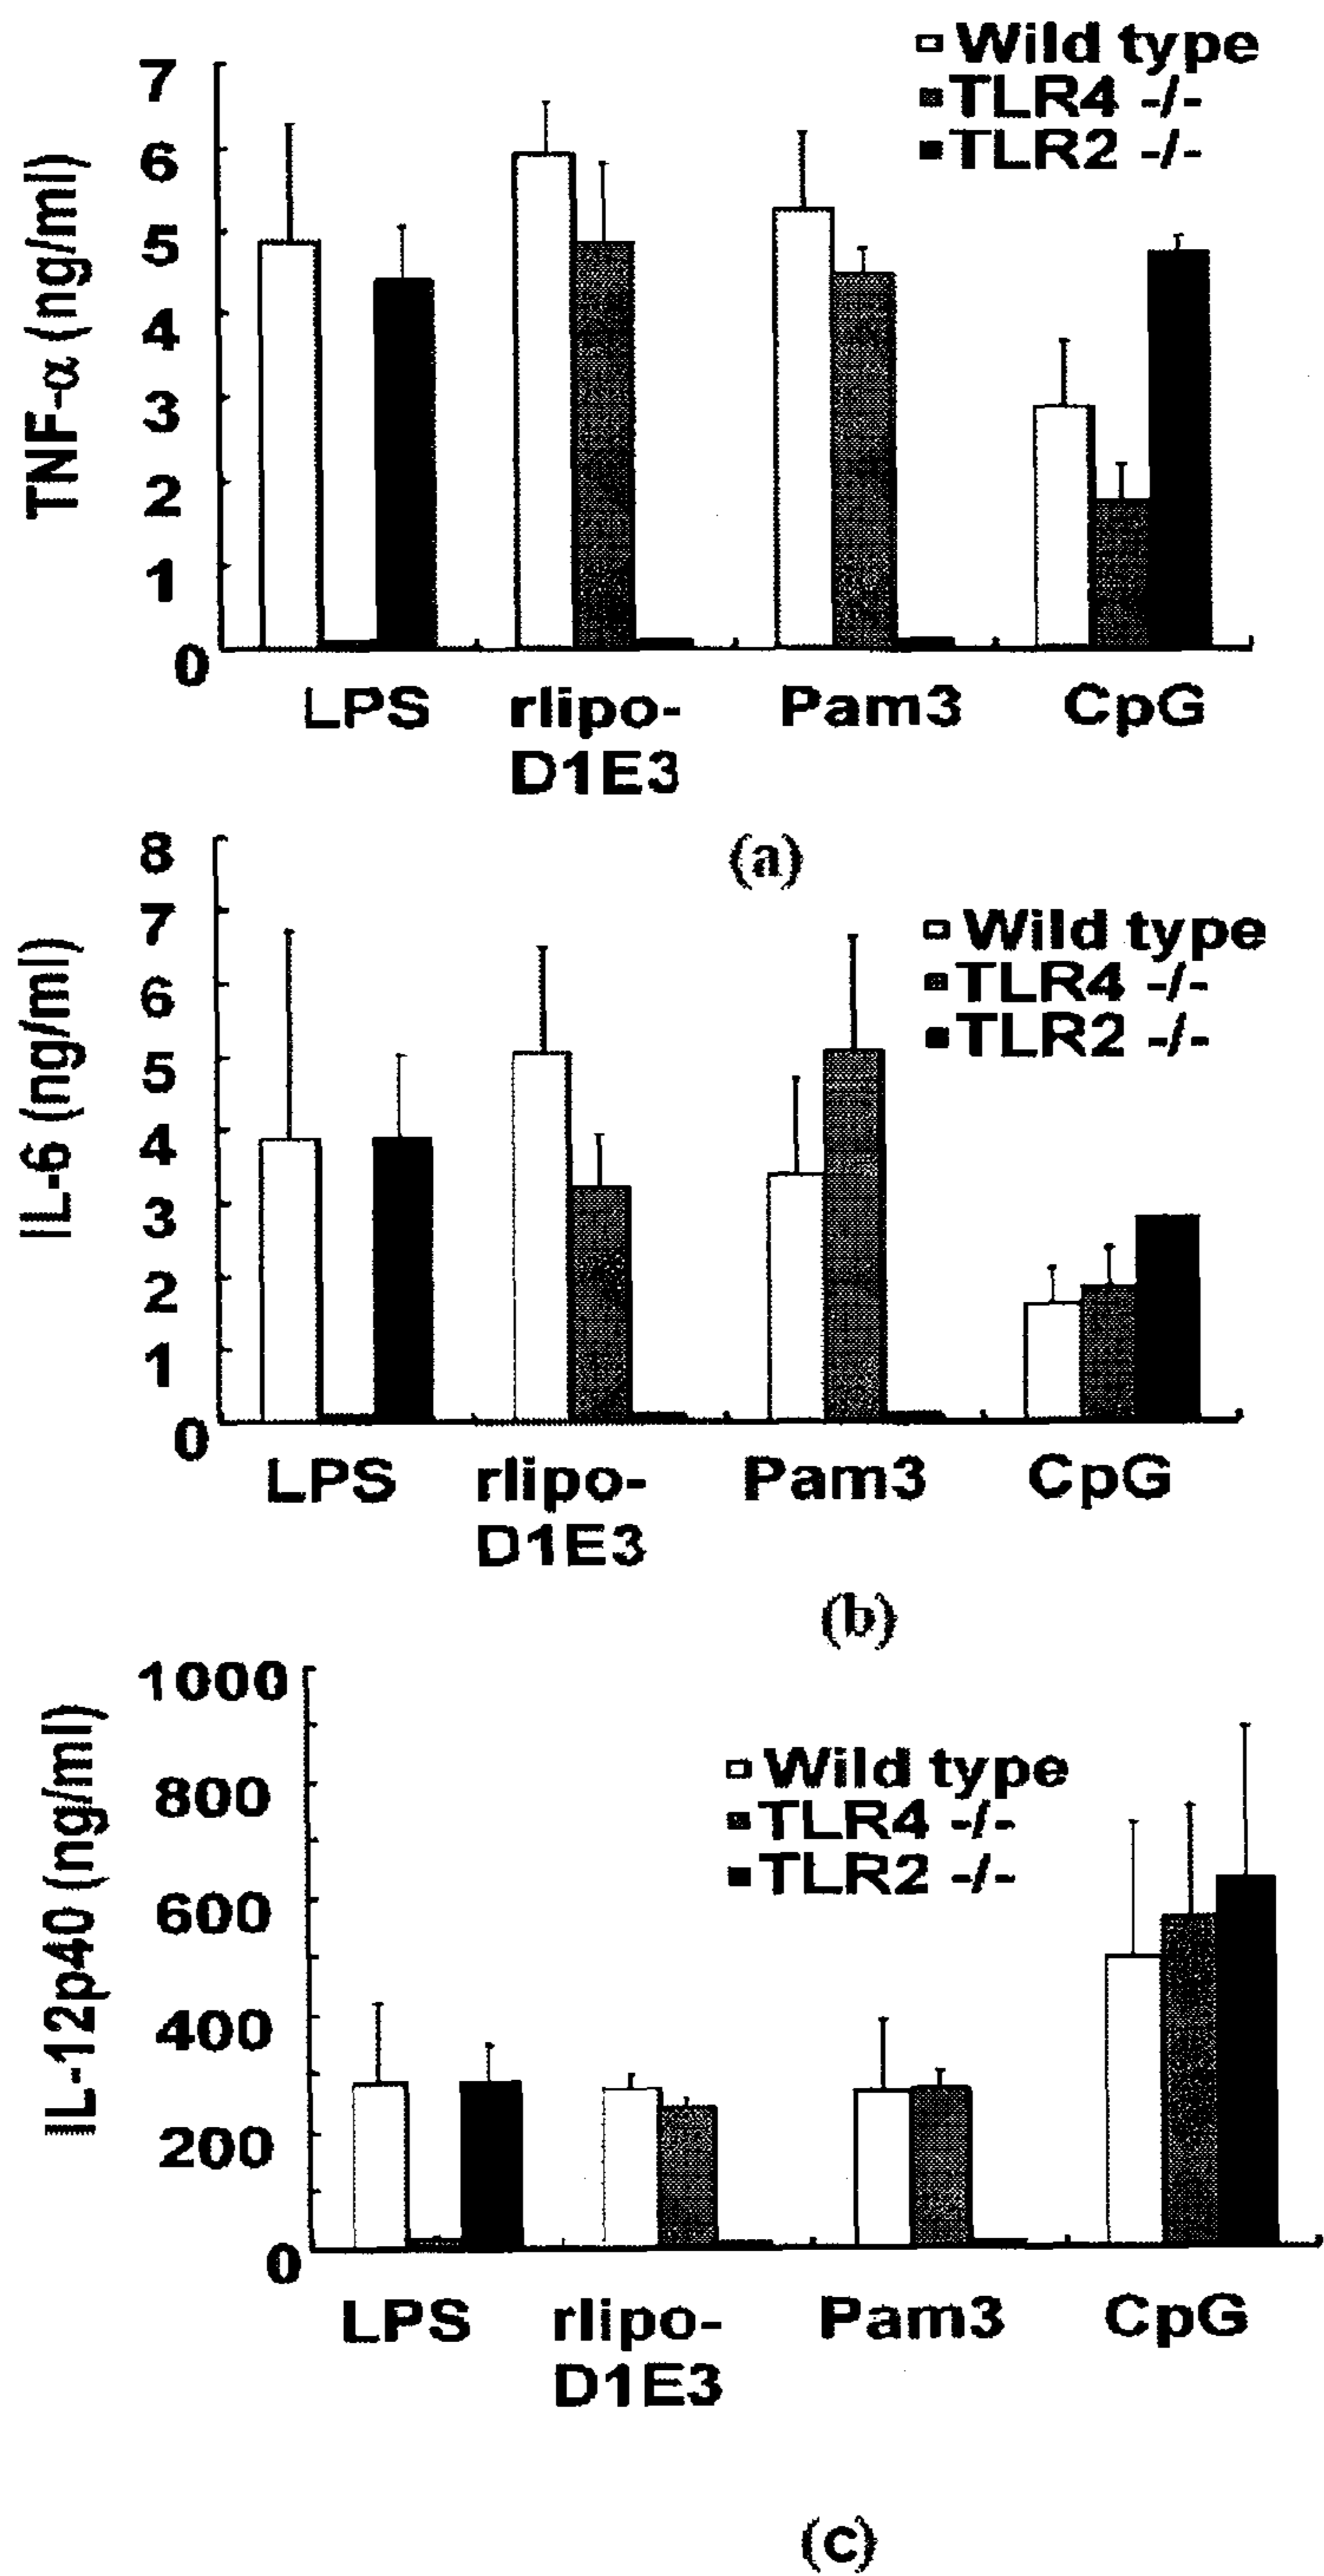 Wild type
TLR4 -/-
TLR2 -/-
TNF-α (ng/ml)
7
6
5
4
3
2
1
0
LPS rlipo- Pam3 CpG
D1E3
(a)
Wild type
TLR4 -/-
TLR2 -/-
IL-6 (ng/ml)
8
7
6
5
4
3
2
1
0
LPS rlipo- Pam3 CpG
D1E3
(b)
Wild type
TLR4 -/-
TLR2 -/-
IL-12p40 (ng/ml)
1000
800
600
400
200
0
LPS rlipo- Pam3 CpG
D1E3
(c)